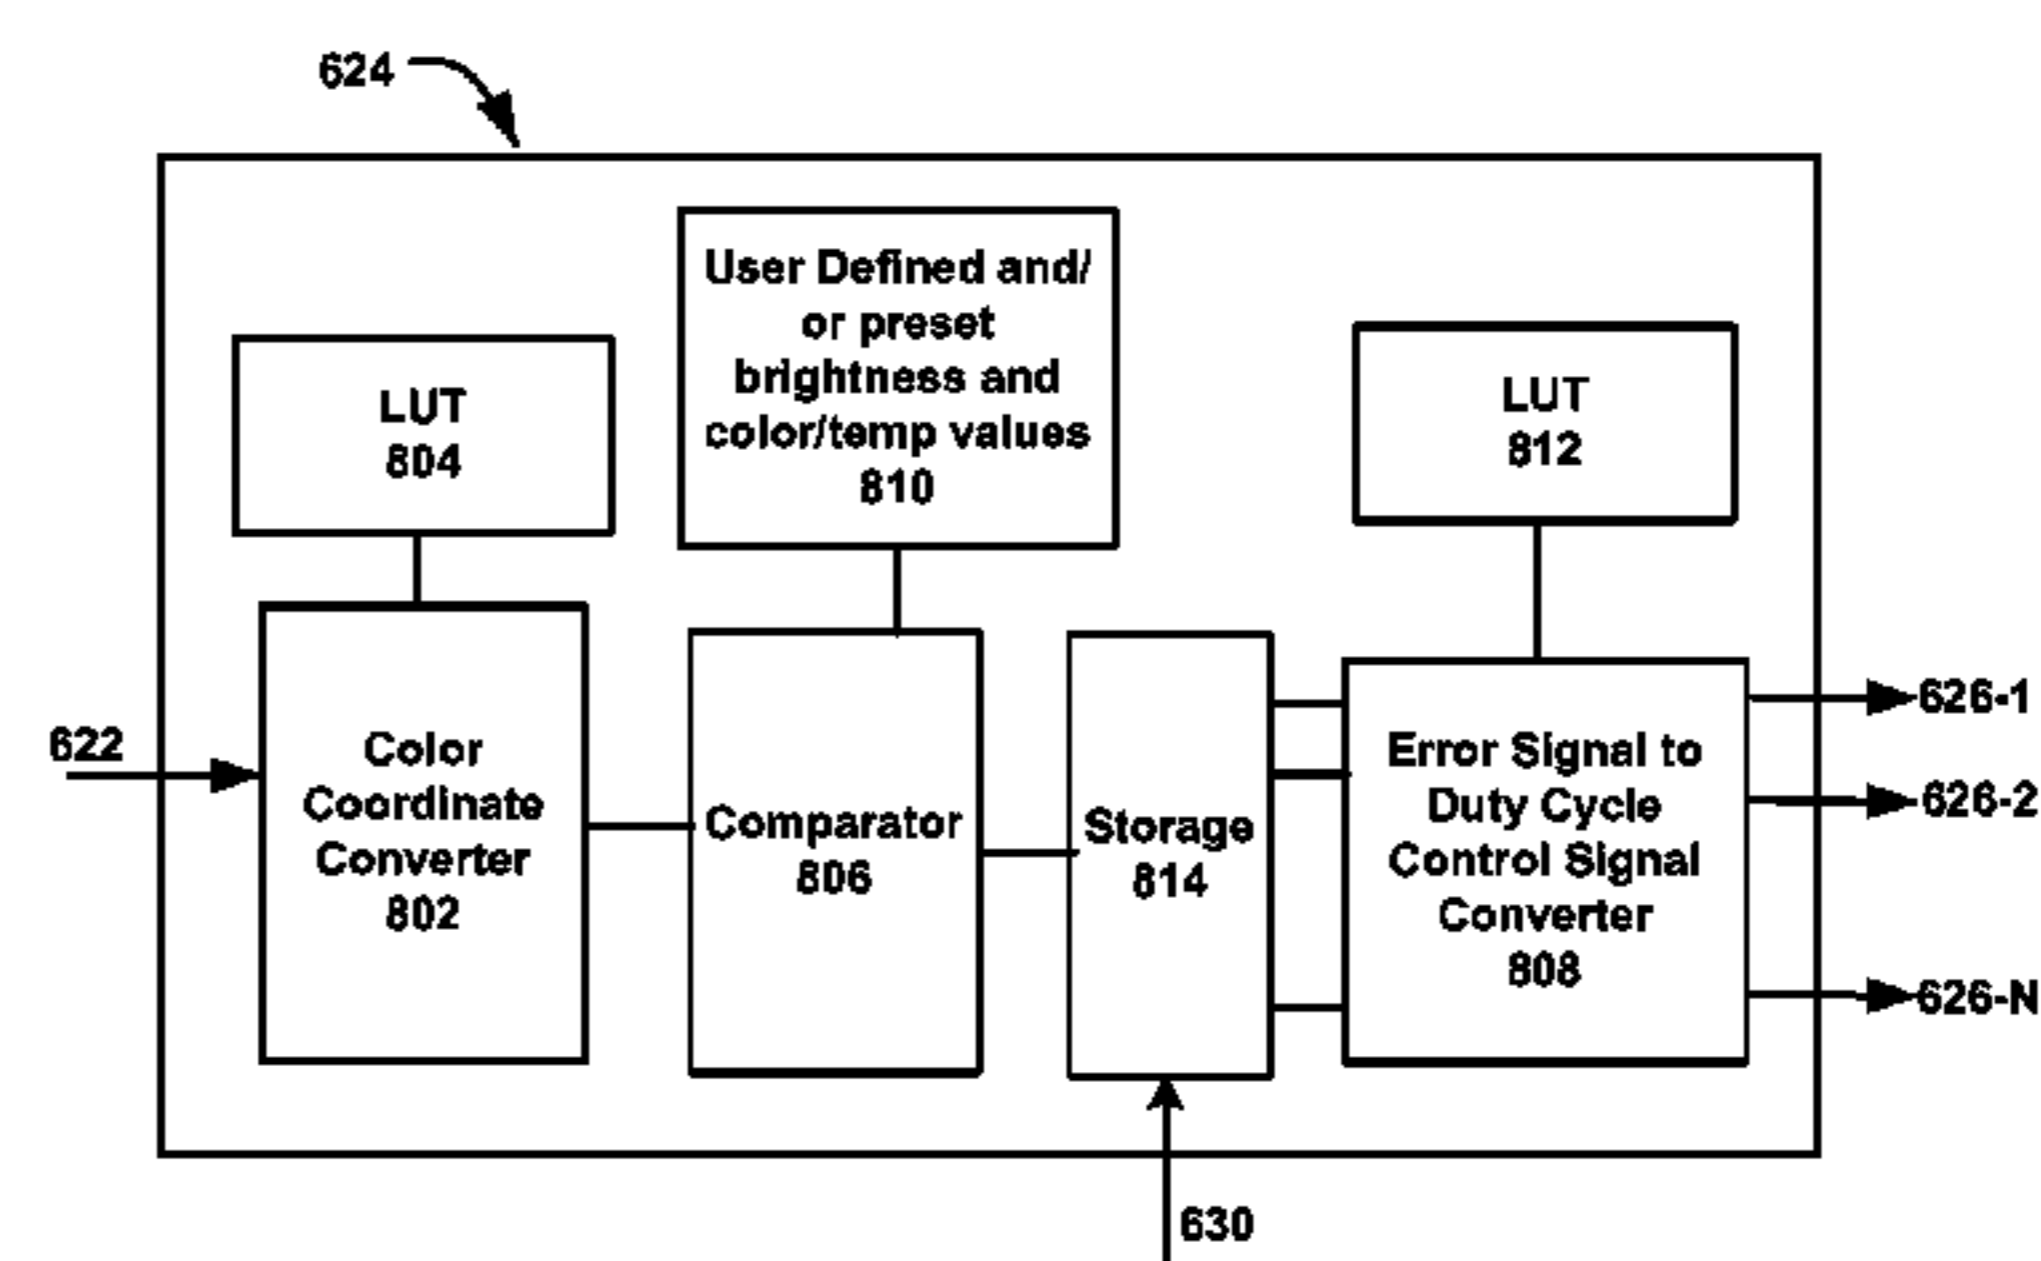 624
User Defined and/
or preset
brightness and
color/temp values
810
LUT
804
LUT
812
622
Color
Coordinate
Converter
802
Comparator
806
Storage
814
Error Signal to
Duty Cycle
Control Signal
Converter
808
626-1
626-2
626-N
630